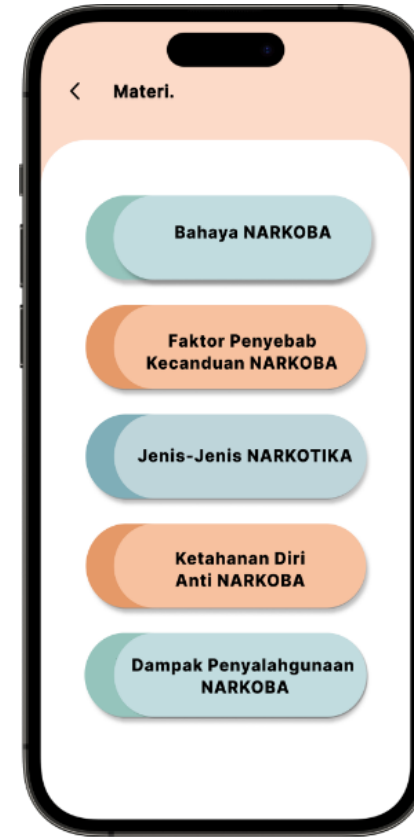 Materi.
Bahaya NARKOBA
Faktor Penyebab
Kecanduan NARKOBA
Jenis-Jenis NARKOTIKA
Ketahanan Diri
Anti NARKOBA
Dampak Penyalahgunaan
NARKOBA